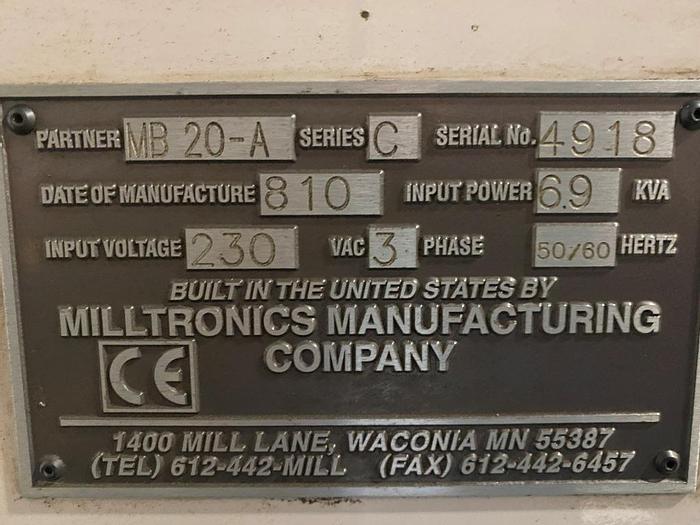 PARTNER MB 20-A SERIES C SERIAL No. 4918
DATE OF MANUFACTURE 810 INPUT POWER 6.9 KVA
INPUT VOLTAGE 230 VAC 3 PHASE 50/60 HERTZ
BUILT IN THE UNITED STATES BY
MILLTRONICS MANUFACTURING
COMPANY
CE
1400 MILL LANE, WACONIA MN 55387
(TEL) 612-442-MILL (FAX) 612-442-6457